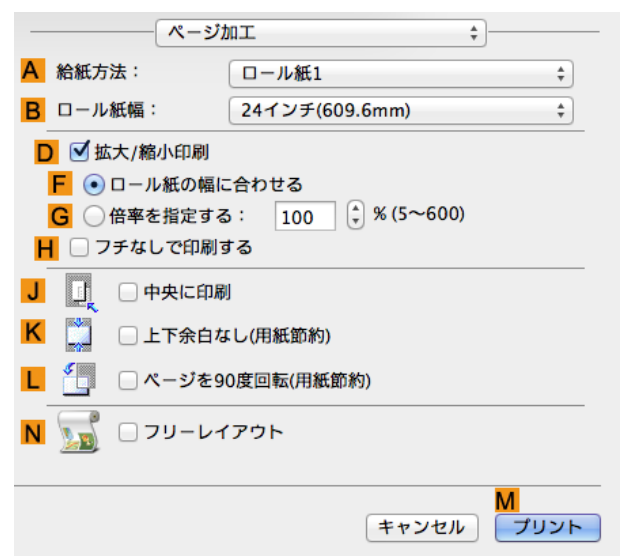 ページ加工
A 給紙方法： ロール紙1
B ロール紙幅： 24インチ(609.6mm)
D 拡大/縮小印刷
F ロール紙の幅に合わせる
G 倍率を指定する： 100 % (5～600)
H フチなしで印刷する
J 中央に印刷
K 上下余白なし(用紙節約)
L ページを90度回転(用紙節約)
N フリーレイアウト
M
キャンセル プリント